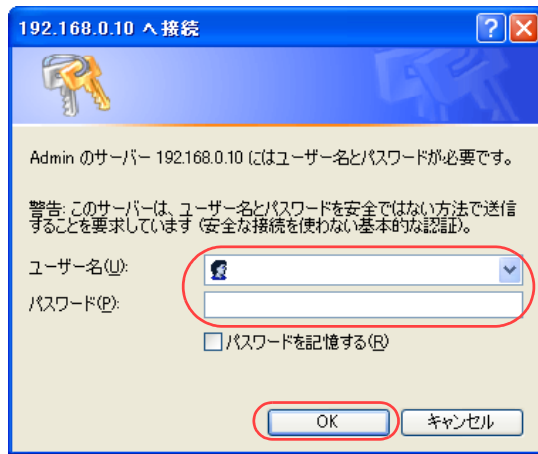 192.168.0.10 へ接続
Admin のサーバー 192.168.0.10 にはユーザー名とパスワードが必要です。
警告: このサーバーは、ユーザー名とパスワードを安全ではない方法で送信
することを要求しています (安全な接続を使わない基本的な認証)。
ユーザー名(U):
パスワード(P):
パスワードを記憶する(R)
OK
キャンセル